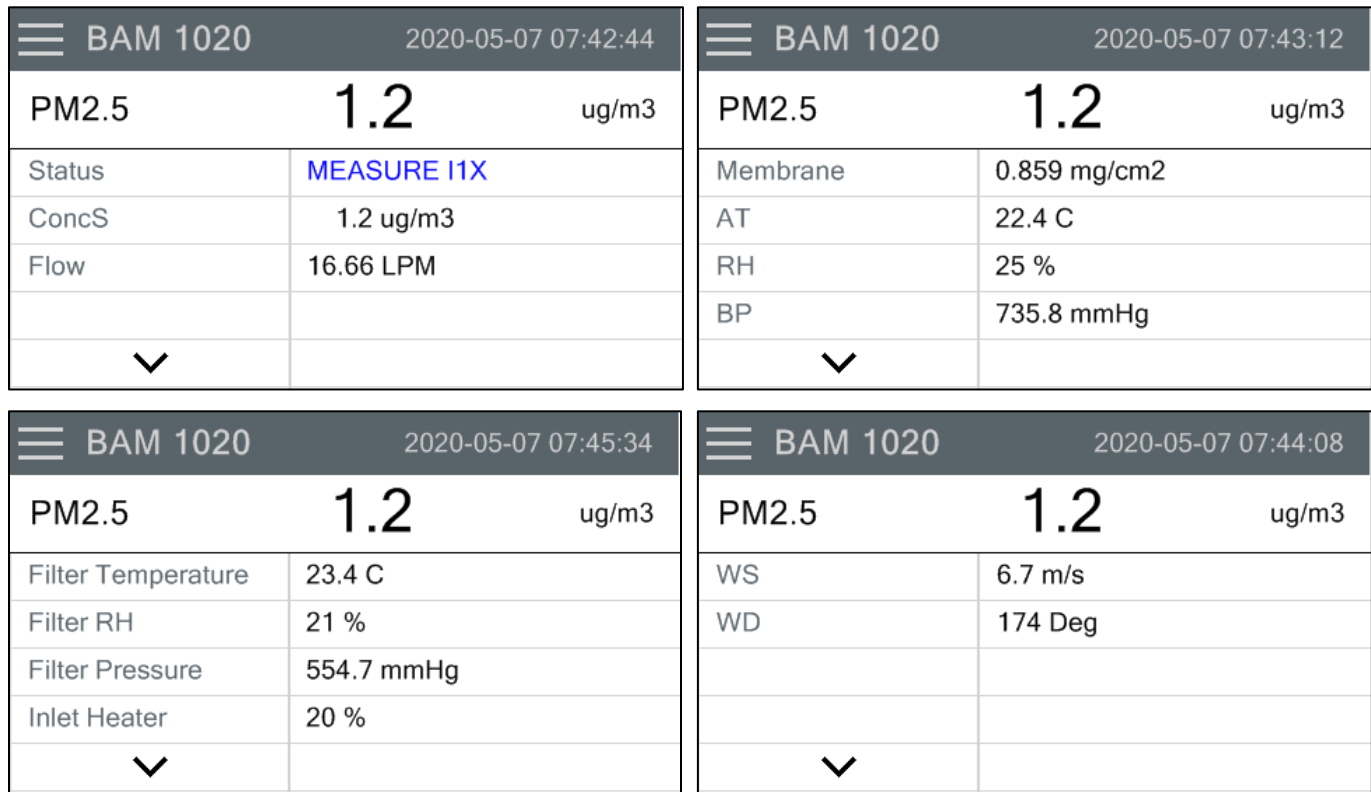 BAM 1020 2020-05-07 07:42:44
PM2.5 1.2 ug/m3
Status MEASURE I1X
ConcS 1.2 ug/m3
Flow 16.66 LPM
BAM 1020 2020-05-07 07:43:12
PM2.5 1.2 ug/m3
Membrane 0.859 mg/cm2
AT 22.4 C
RH 25 %
BP 735.8 mmHg
BAM 1020 2020-05-07 07:45:34
PM2.5 1.2 ug/m3
Filter Temperature 23.4 C
Filter RH 21 %
Filter Pressure 554.7 mmHg
Inlet Heater 20 %
BAM 1020 2020-05-07 07:44:08
PM2.5 1.2 ug/m3
WS 6.7 m/s
WD 174 Deg